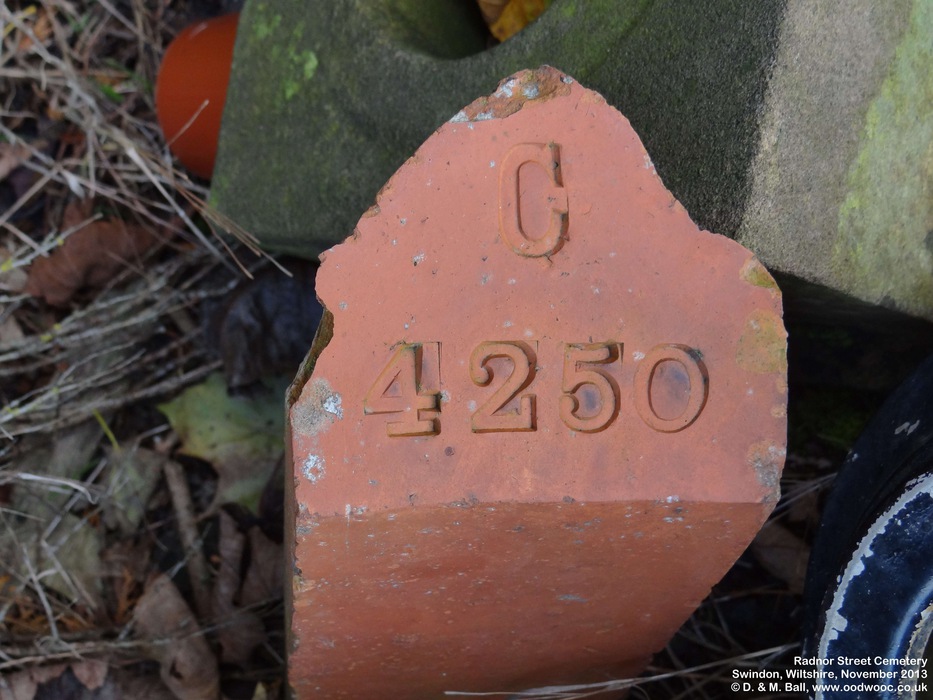 C
4250
Radnor Street Cemetery
Swindon, Wiltshire, November 2013
© D. & M. Ball, www.oodwooc.co.uk